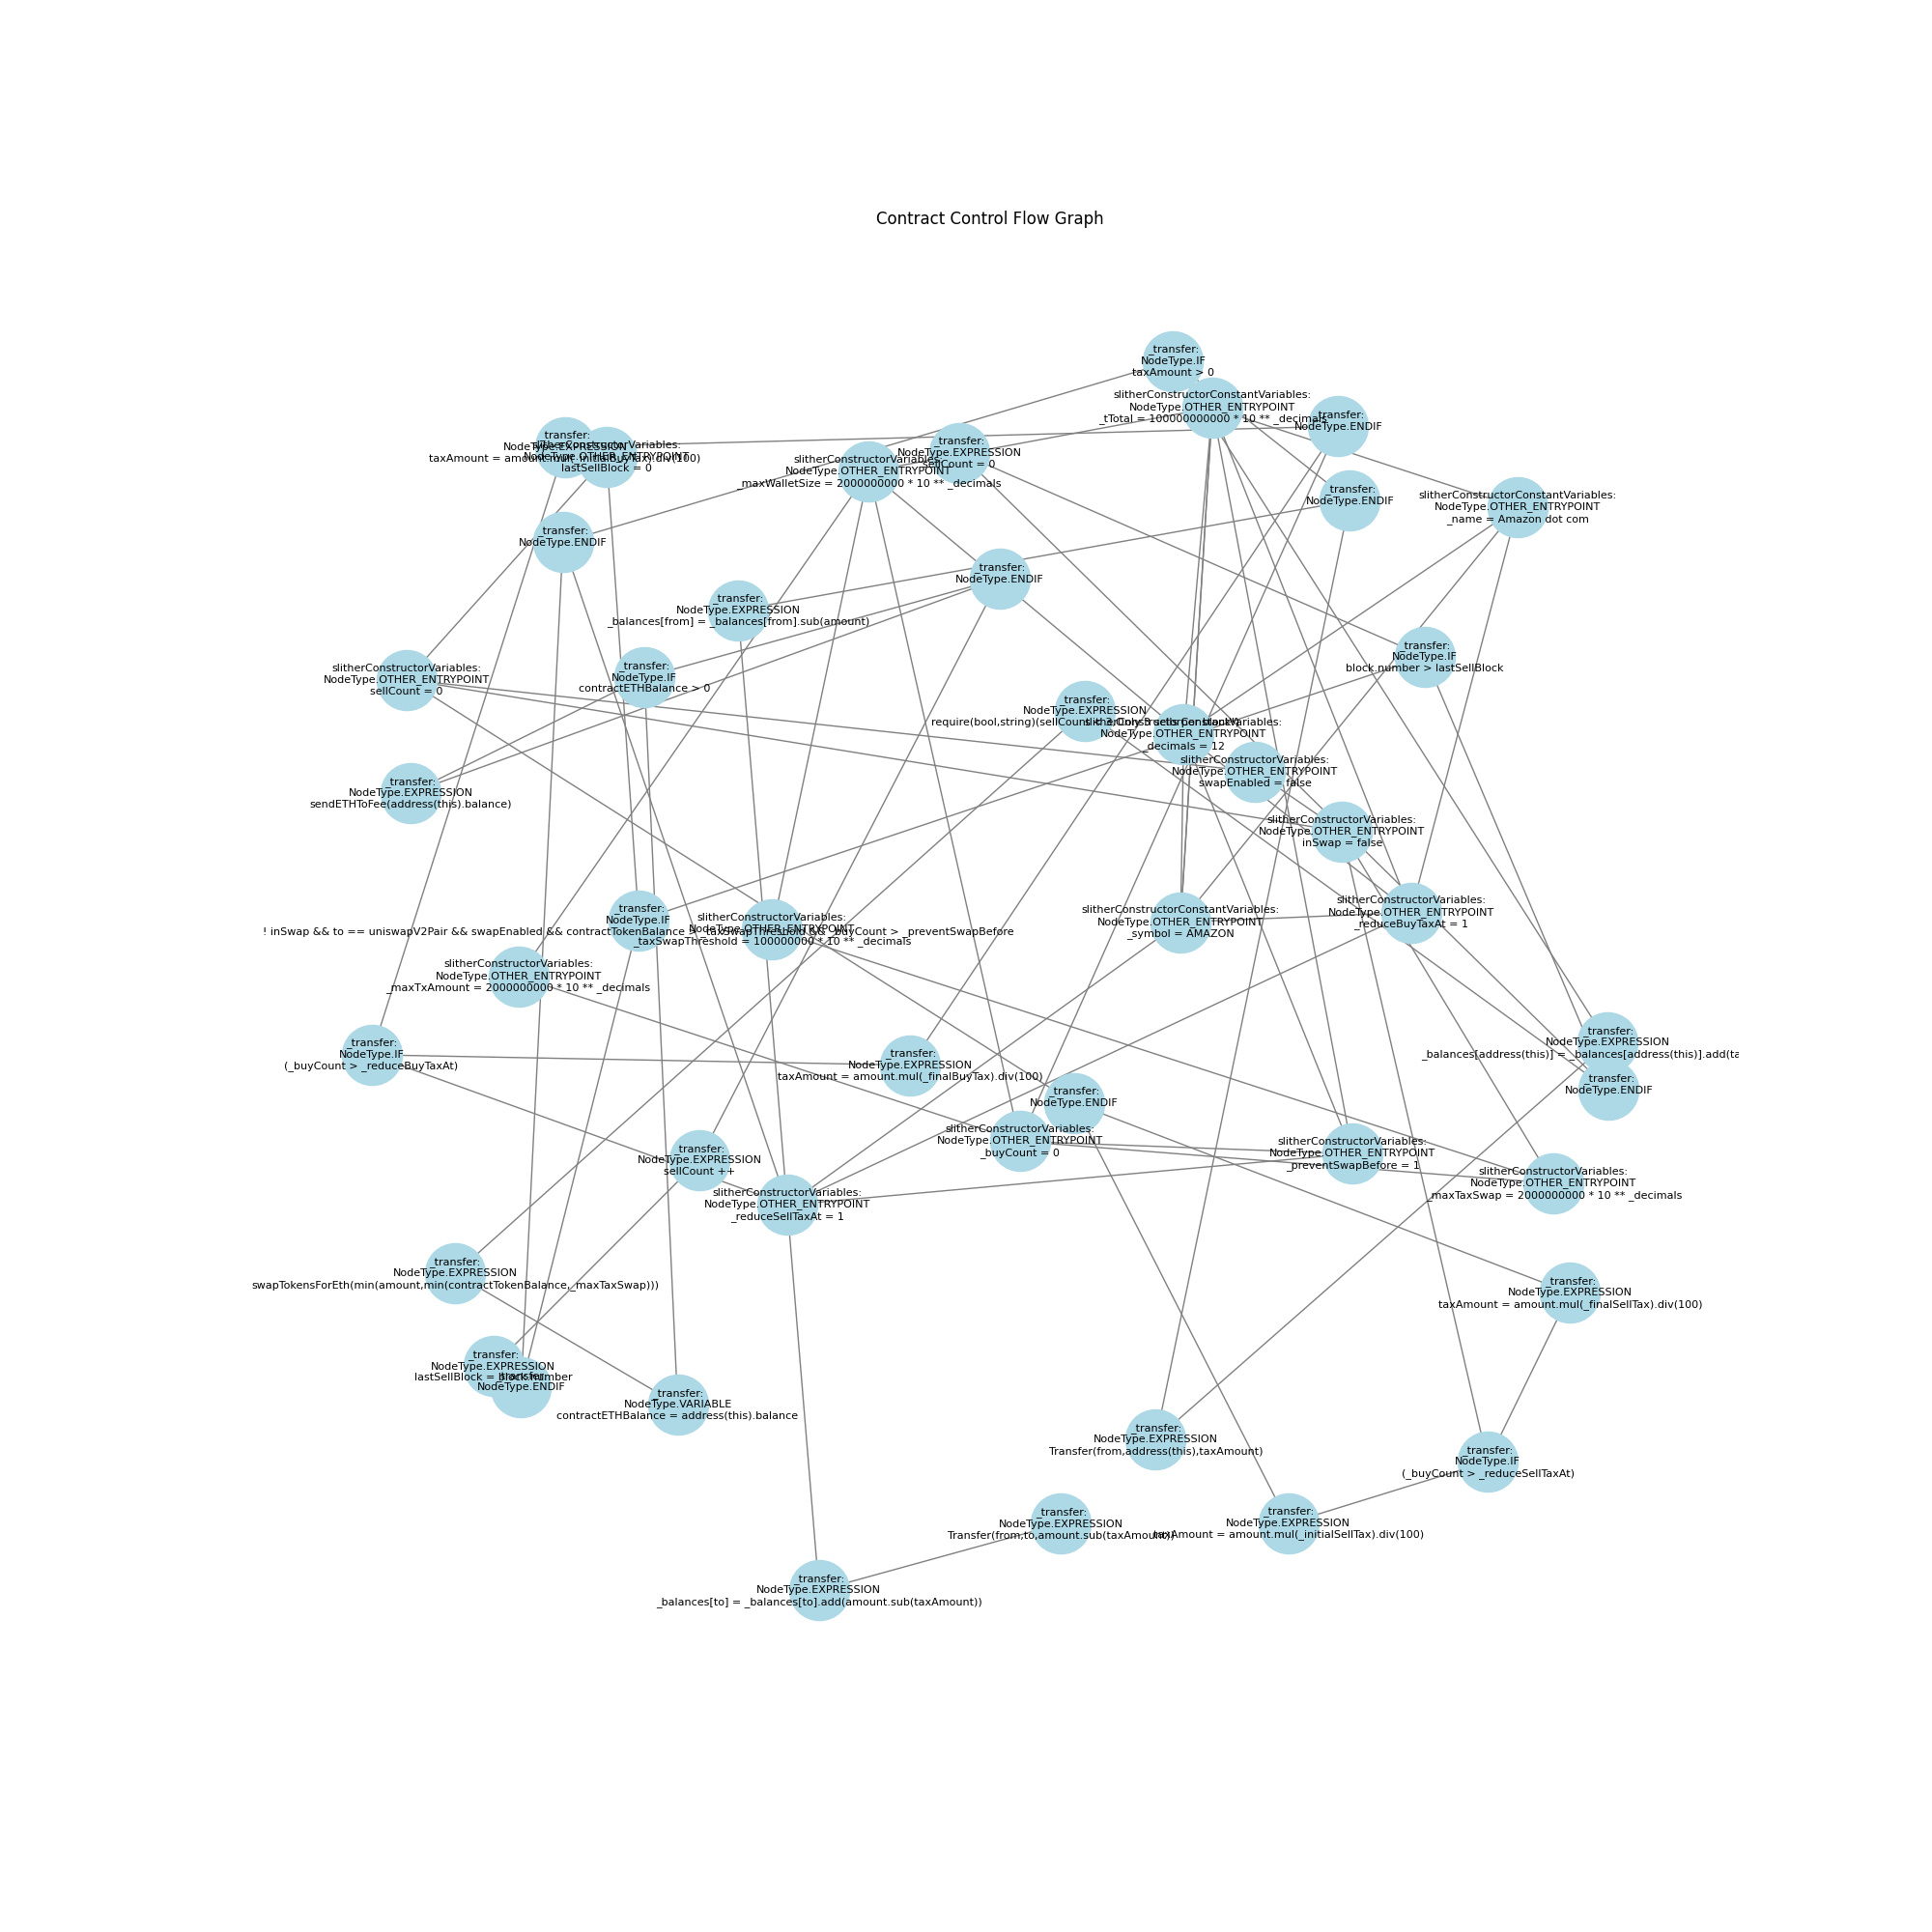 Contract Control Flow Graph
_transfer:
NodeType.IF
taxAmount > 0
slitherConstructorConstantVariables:
NodeType.OTHER_ENTRYPOINT
_tTotal = 100000000000 * 10 ** _decimals
_transfer:
NodeType.ENDIF
_transfer:
NodeType.EXPRESSION
taxAmount = amount.mul(_initialBuyTax).div(100)
slitherConstructorVariables:
NodeType.OTHER_ENTRYPOINT
lastSellBlock = 0
_transfer:
NodeType.EXPRESSION
sellCount = 0
slitherConstructorVariables:
NodeType.OTHER_ENTRYPOINT
_maxWalletSize = 2000000000 * 10 ** _decimals
_transfer:
NodeType.ENDIF
slitherConstructorConstantVariables:
NodeType.OTHER_ENTRYPOINT
_name = Amazon dot com
_transfer:
NodeType.ENDIF
_transfer:
NodeType.ENDIF
_transfer:
NodeType.EXPRESSION
_balances[from] = _balances[from].sub(amount)
_transfer:
NodeType.IF
block.number > lastSellBlock
slitherConstructorVariables:
NodeType.OTHER_ENTRYPOINT
sellCount = 0
_transfer:
NodeType.IF
contractETHBalance > 0
_transfer:
NodeType.EXPRESSION
require(bool,string)(sellCount < 3,Only 3 sells per block!)
slitherConstructorConstantVariables:
NodeType.OTHER_ENTRYPOINT
_decimals = 12
slitherConstructorVariables:
NodeType.OTHER_ENTRYPOINT
swapEnabled = false
_transfer:
NodeType.EXPRESSION
sendETHToFee(address(this).balance)
slitherConstructorVariables:
NodeType.OTHER_ENTRYPOINT
inSwap = false
_transfer:
NodeType.IF
! inSwap && to == uniswapV2Pair && swapEnabled && contractTokenBalance > _taxSwapThreshold && _buyCount > _preventSwapBefore
slitherConstructorVariables:
NodeType.OTHER_ENTRYPOINT
_taxSwapThreshold = 100000000 * 10 ** _decimals
slitherConstructorConstantVariables:
NodeType.OTHER_ENTRYPOINT
_symbol = AMAZON
slitherConstructorVariables:
NodeType.OTHER_ENTRYPOINT
_reduceBuyTaxAt = 1
slitherConstructorVariables:
NodeType.OTHER_ENTRYPOINT
_maxTxAmount = 2000000000 * 10 ** _decimals
_transfer:
NodeType.IF
(_buyCount > _reduceBuyTaxAt)
_transfer:
NodeType.EXPRESSION
taxAmount = amount.mul(_finalBuyTax).div(100)
_transfer:
NodeType.EXPRESSION
_balances[address(this)] = _balances[address(this)].add(ta
_transfer:
NodeType.ENDIF
_transfer:
NodeType.ENDIF
slitherConstructorVariables:
NodeType.OTHER_ENTRYPOINT
_buyCount = 0
_transfer:
NodeType.EXPRESSION
sellCount ++
slitherConstructorVariables:
NodeType.OTHER_ENTRYPOINT
_preventSwapBefore = 1
slitherConstructorVariables:
NodeType.OTHER_ENTRYPOINT
_maxTaxSwap = 2000000000 * 10 ** _decimals
slitherConstructorVariables:
NodeType.OTHER_ENTRYPOINT
_reduceSellTaxAt = 1
_transfer:
NodeType.EXPRESSION
swapTokensForEth(min(amount,min(contractTokenBalance,_maxTaxSwap)))
_transfer:
NodeType.EXPRESSION
taxAmount = amount.mul(_finalSellTax).div(100)
_transfer:
NodeType.EXPRESSION
lastSellBlock = block.number
_transfer:
NodeType.ENDIF
_transfer:
NodeType.VARIABLE
contractETHBalance = address(this).balance
_transfer:
NodeType.EXPRESSION
Transfer(from,address(this),taxAmount)
_transfer:
NodeType.IF
(_buyCount > _reduceSellTaxAt)
_transfer:
NodeType.EXPRESSION
Transfer(from,to,amount.sub(taxAmount))
_transfer:
NodeType.EXPRESSION
taxAmount = amount.mul(_initialSellTax).div(100)
_transfer:
NodeType.EXPRESSION
_balances[to] = _balances[to].add(amount.sub(taxAmount))